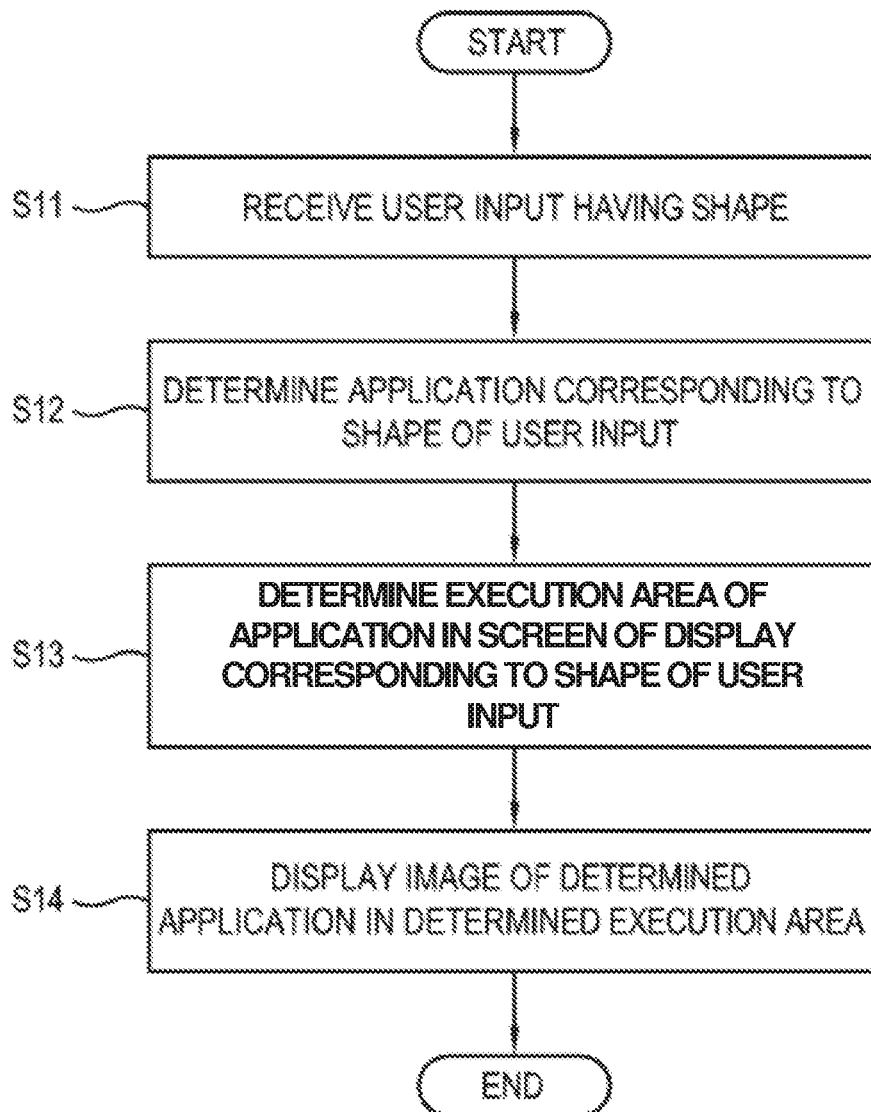 START
S11
RECEIVE USER INPUT HAVING SHAPE
S12
DETERMINE APPLICATION CORRESPONDING TO
SHAPE OF USER INPUT
S13
DETERMINE EXECUTION AREA OF
APPLICATION IN SCREEN OF DISPLAY
CORRESPONDING TO SHAPE OF USER
INPUT
S14
DISPLAY IMAGE OF DETERMINED
APPLICATION IN DETERMINED EXECUTION AREA
END